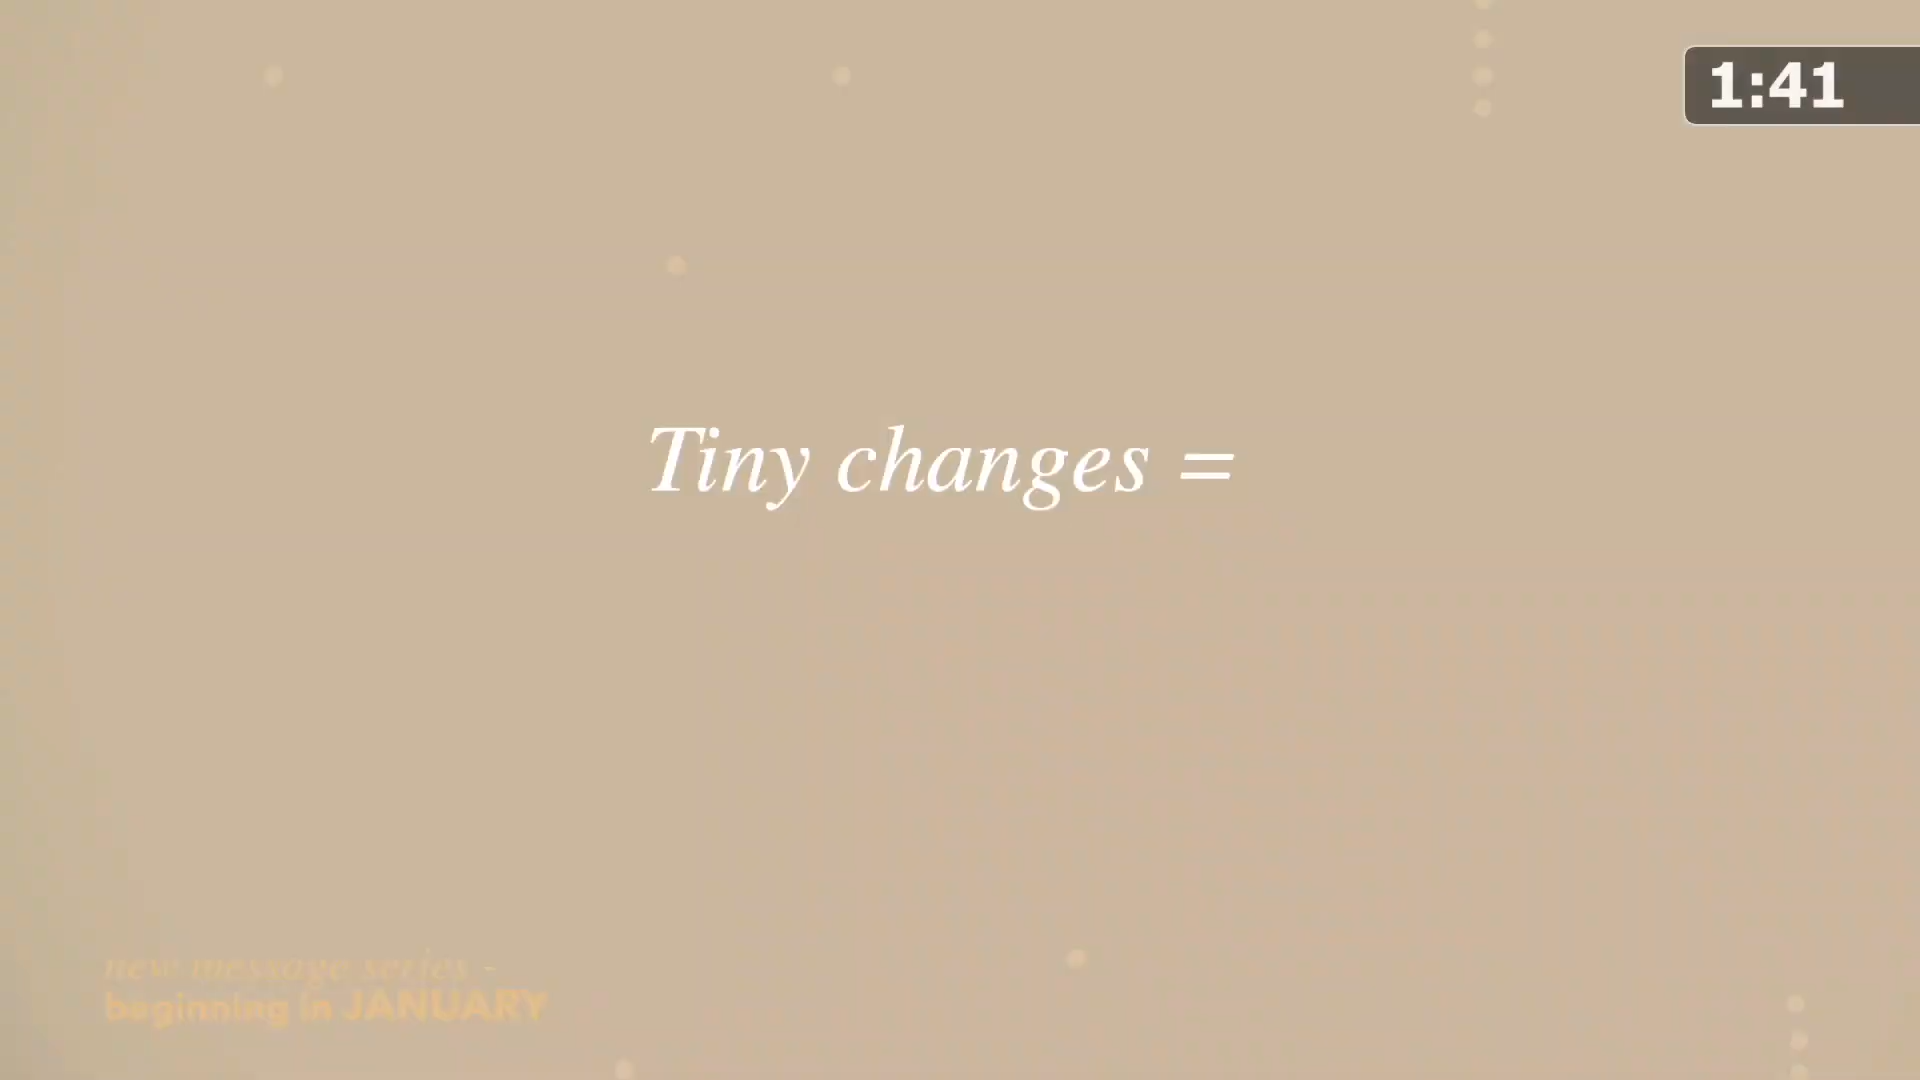 1:41
Tiny changes =
new message series -
beginning in JANUARY